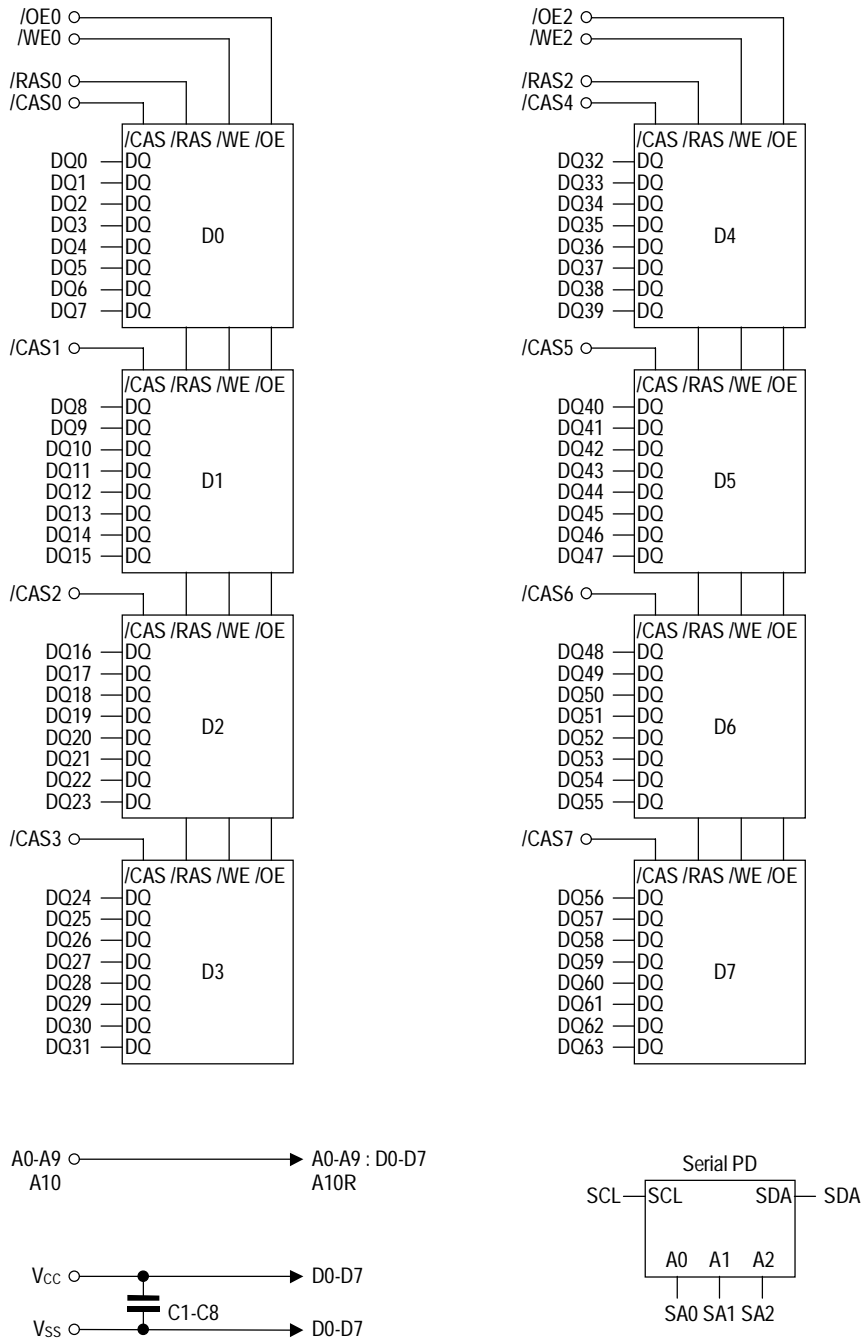 /OE0
/WE0
/RAS0
/CAS0
/CAS /RAS /WE /OE
DQ0 DQ
DQ1 DQ
DQ2 DQ
DQ3 DQ
DQ4 DQ
DQ5 DQ
DQ6 DQ
DQ7 DQ
D0
/CAS1
/CAS /RAS /WE /OE
DQ8 DQ
DQ9 DQ
DQ10 DQ
DQ11 DQ
DQ12 DQ
DQ13 DQ
DQ14 DQ
DQ15 DQ
D1
/CAS2
/CAS /RAS /WE /OE
DQ16 DQ
DQ17 DQ
DQ18 DQ
DQ19 DQ
DQ20 DQ
DQ21 DQ
DQ22 DQ
DQ23 DQ
D2
/CAS3
/CAS /RAS /WE /OE
DQ24 DQ
DQ25 DQ
DQ26 DQ
DQ27 DQ
DQ28 DQ
DQ29 DQ
DQ30 DQ
DQ31 DQ
D3
/OE2
/WE2
/RAS2
/CAS4
/CAS /RAS /WE /OE
DQ32 DQ
DQ33 DQ
DQ34 DQ
DQ35 DQ
DQ36 DQ
DQ37 DQ
DQ38 DQ
DQ39 DQ
D4
/CAS5
/CAS /RAS /WE /OE
DQ40 DQ
DQ41 DQ
DQ42 DQ
DQ43 DQ
DQ44 DQ
DQ45 DQ
DQ46 DQ
DQ47 DQ
D5
/CAS6
/CAS /RAS /WE /OE
DQ48 DQ
DQ49 DQ
DQ50 DQ
DQ51 DQ
DQ52 DQ
DQ53 DQ
DQ54 DQ
DQ55 DQ
D6
/CAS7
/CAS /RAS /WE /OE
DQ56 DQ
DQ57 DQ
DQ58 DQ
DQ59 DQ
DQ60 DQ
DQ61 DQ
DQ62 DQ
DQ63 DQ
D7
A0-A9 A0-A9 : D0-D7
A10 A10R
VCC D0-D7
C1-C8
VSS D0-D7
Serial PD
SCL SCL SDA SDA
A0 A1 A2
SA0 SA1 SA2